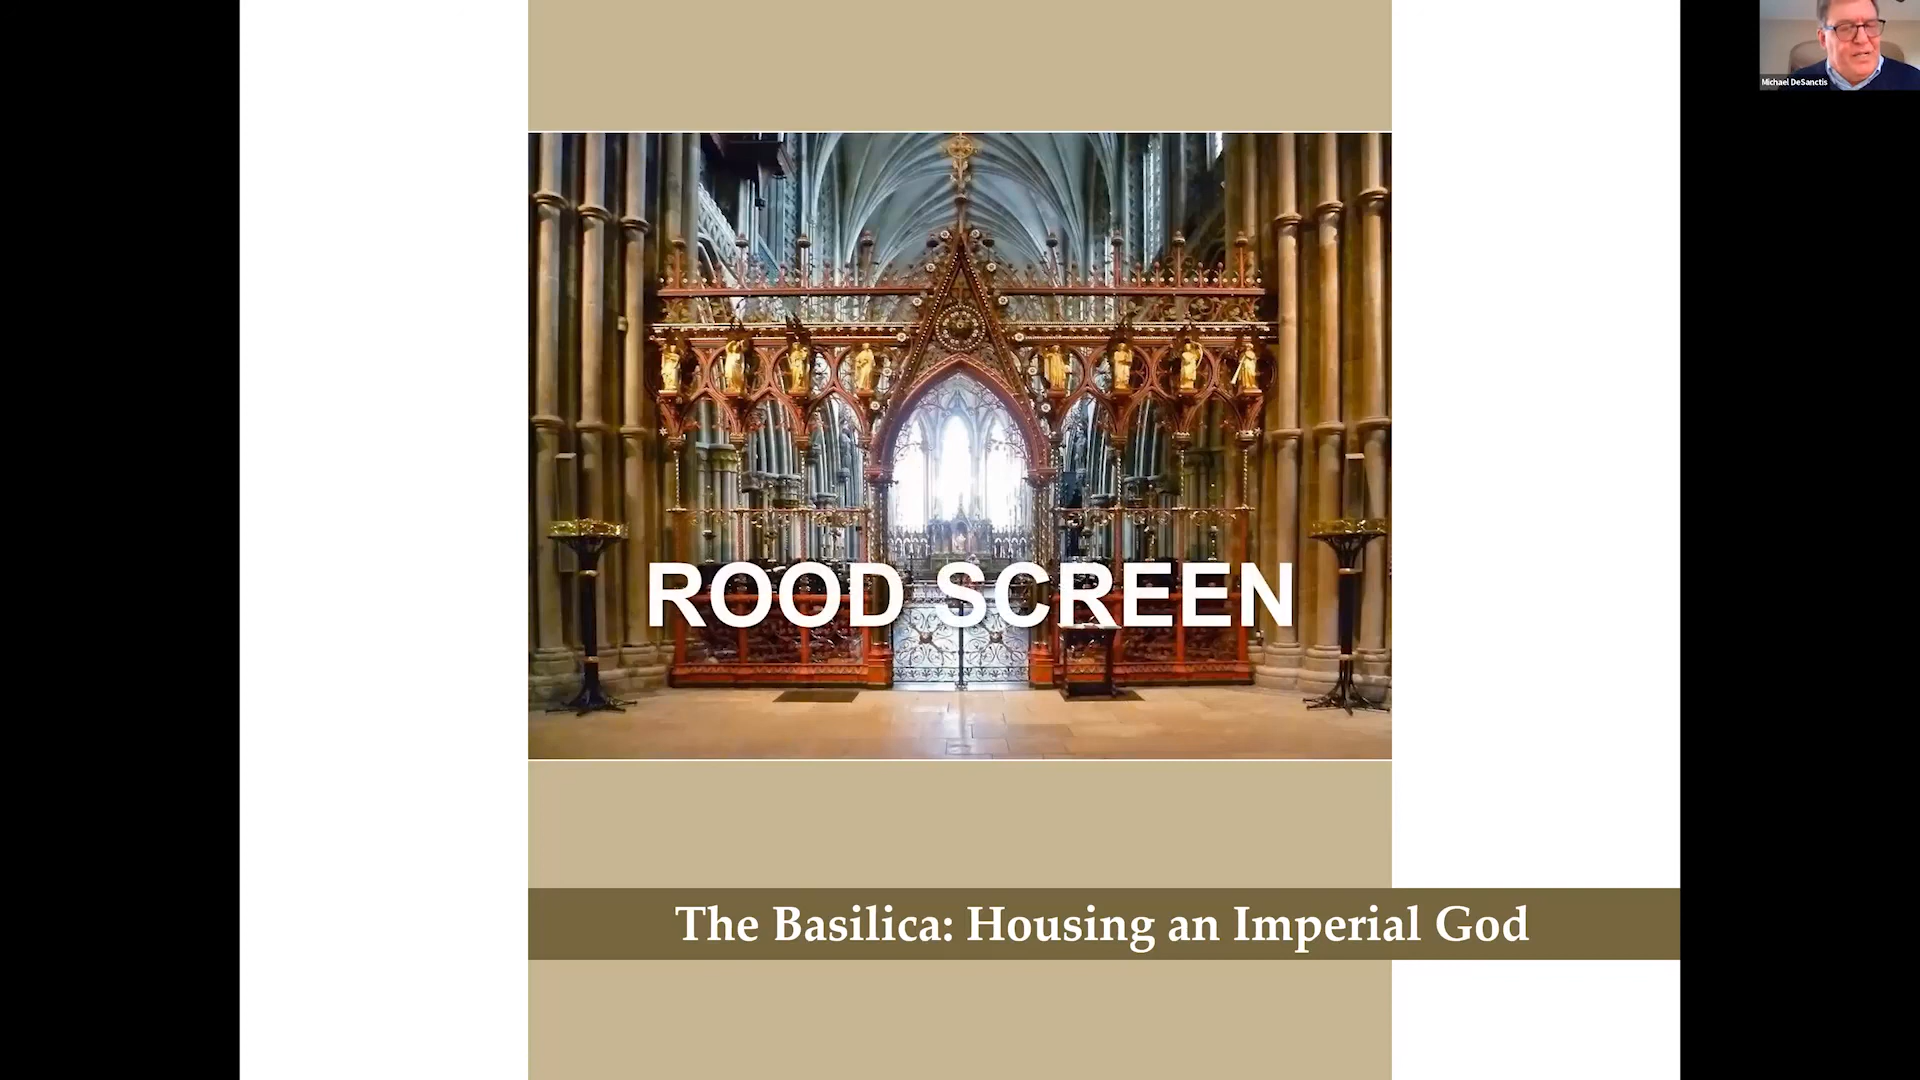 Michael DeSanctis
ROOD SCREEN
The Basilica: Housing an Imperial God